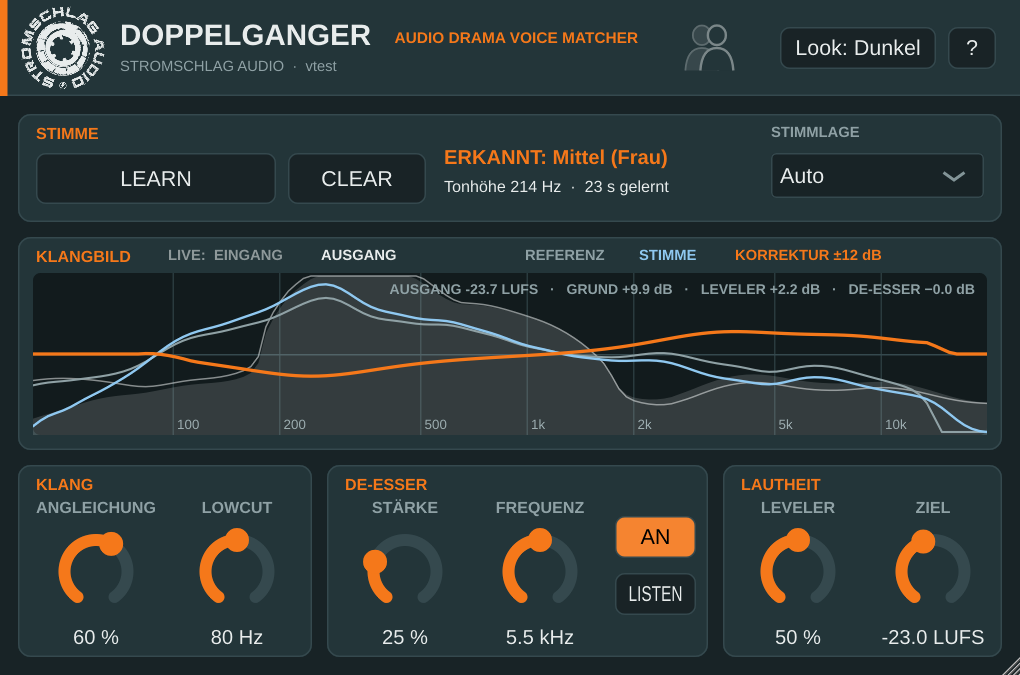 STROMSCHLAG AUDIO
DOPPELGANGER AUDIO DRAMA VOICE MATCHER
STROMSCHLAG AUDIO · vtest
Look: Dunkel ?
STIMME
LEARN CLEAR
ERKANNT: Mittel (Frau)
Tonhöhe 214 Hz · 23 s gelernt
STIMMLAGE
Auto
KLANGBILD LIVE: EINGANG AUSGANG REFERENZ STIMME KORREKTUR ±12 dB
AUSGANG -23.7 LUFS · GRUND +9.9 dB · LEVELER +2.2 dB · DE-ESSER −0.0 dB
100 200 500 1k 2k 5k 10k
KLANG
ANGLEICHUNG LOWCUT
60 % 80 Hz
DE-ESSER
STÄRKE FREQUENZ
AN
LISTEN
25 % 5.5 kHz
LAUTHEIT
LEVELER ZIEL
50 % -23.0 LUFS